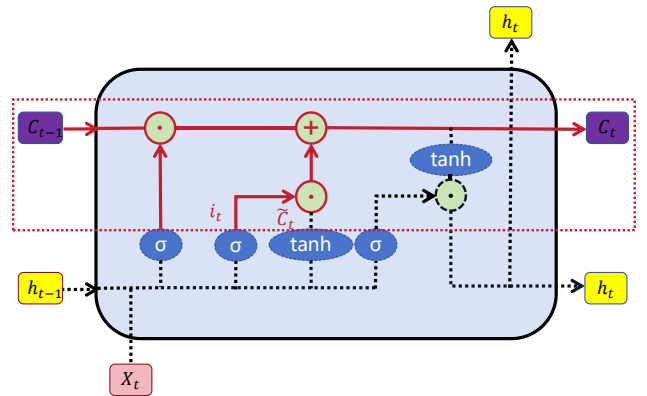 h_t
C_{t-1}
·
+
C_t
tanh
i_t
·
·
C̃_t
σ
σ
tanh
σ
h_{t-1}
h_t
X_t